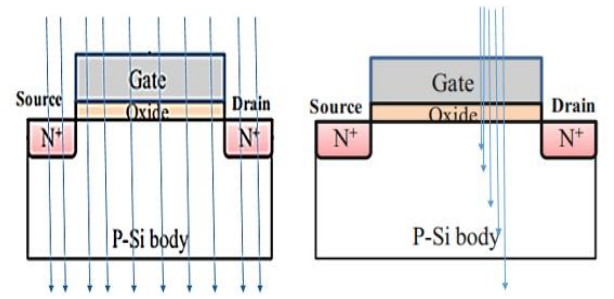 Gate
Source
Oxide
Drain
N+
N+
P-Si body
Gate
Source
Oxide
Drain
N+
N+
P-Si body